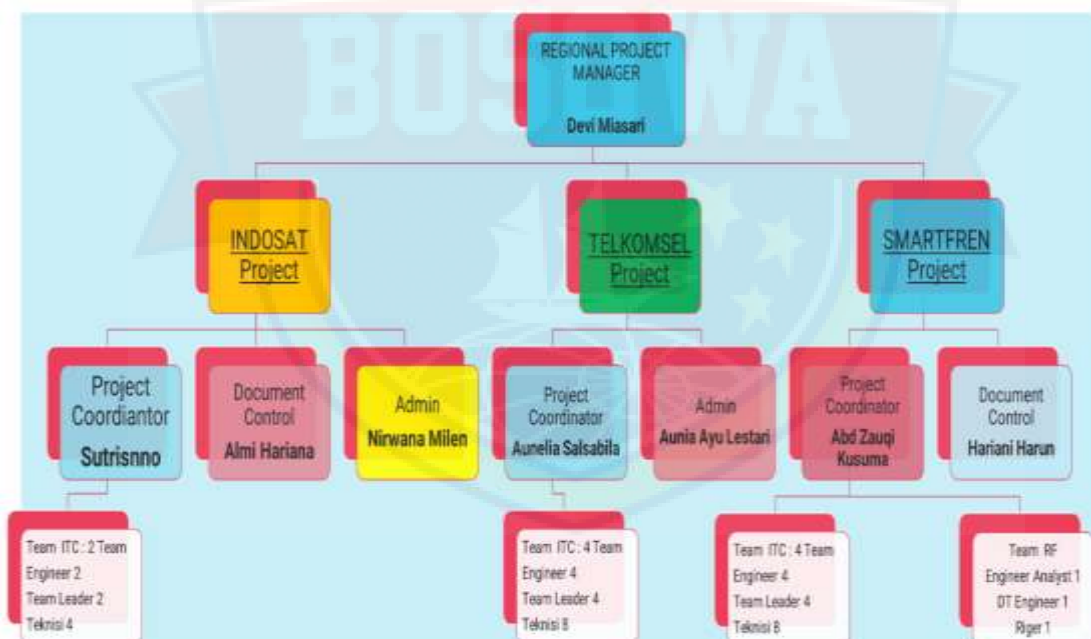 BOSOWA
REGIONAL PROJECT
MANAGER
Devi Miasari
INDOSAT
Project
TELKOMSEL
Project
SMARTFREN
Project
Project
Coordiantor
Sutrisnno
Document
Control
Almi Hariana
Admin
Nirwana Milen
Project
Coordinator
Aunelia Salsabila
Admin
Aunia Ayu Lestari
Project
Coordinator
Abd Zauqi
Kusuma
Document
Control
Hariani Harun
Team ITC : 2 Team
Engineer 2
Team Leader 2
Teknisi 4
Team ITC : 4 Team
Engineer 4
Team Leader 4
Teknisi 8
Team ITC : 4 Team
Engineer 4
Team Leader 4
Teknisi 8
Team RF
Engineer Analyst 1
DT Engineer 1
Riger 1